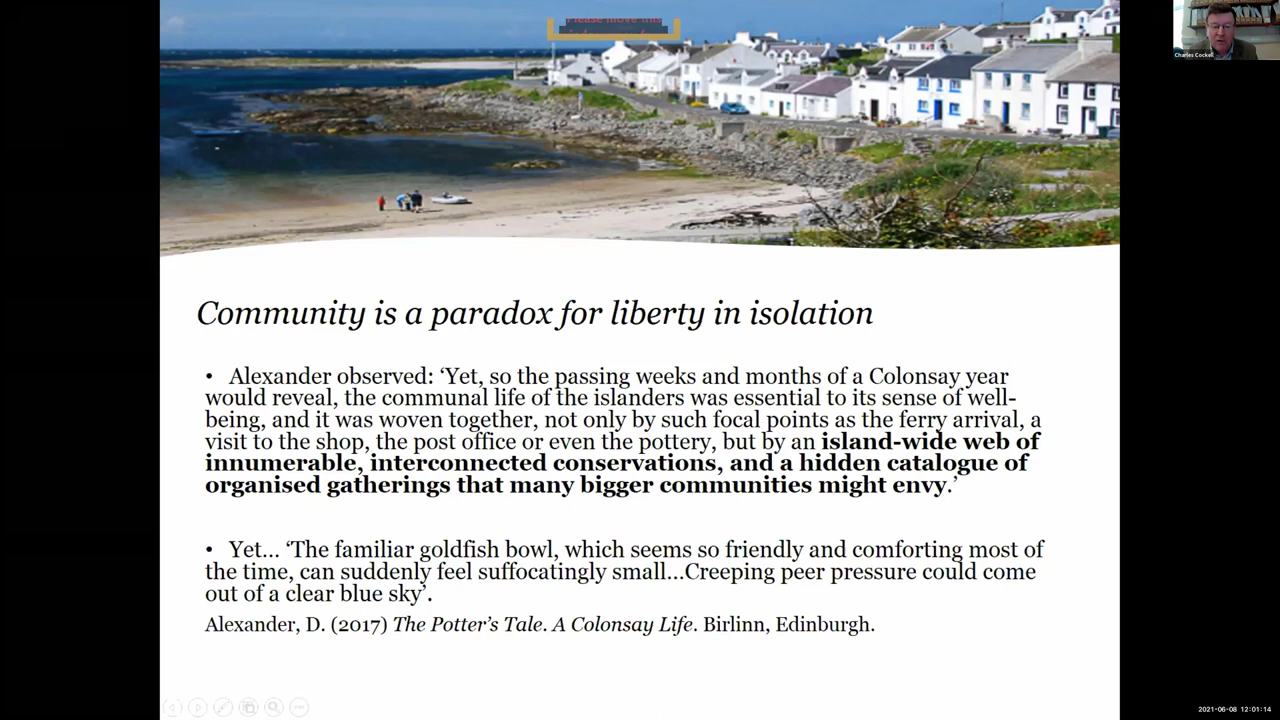 Please move this
Charles Cockell
Community is a paradox for liberty in isolation
• Alexander observed: ‘Yet, so the passing weeks and months of a Colonsay year
would reveal, the communal life of the islanders was essential to its sense of well-
being, and it was woven together, not only by such focal points as the ferry arrival, a
visit to the shop, the post office or even the pottery, but by an island-wide web of
innumerable, interconnected conservations, and a hidden catalogue of
organised gatherings that many bigger communities might envy.’
• Yet... ‘The familiar goldfish bowl, which seems so friendly and comforting most of
the time, can suddenly feel suffocatingly small...Creeping peer pressure could come
out of a clear blue sky’.
Alexander, D. (2017) The Potter’s Tale. A Colonsay Life. Birlinn, Edinburgh.
2021-06-08 12:01:14